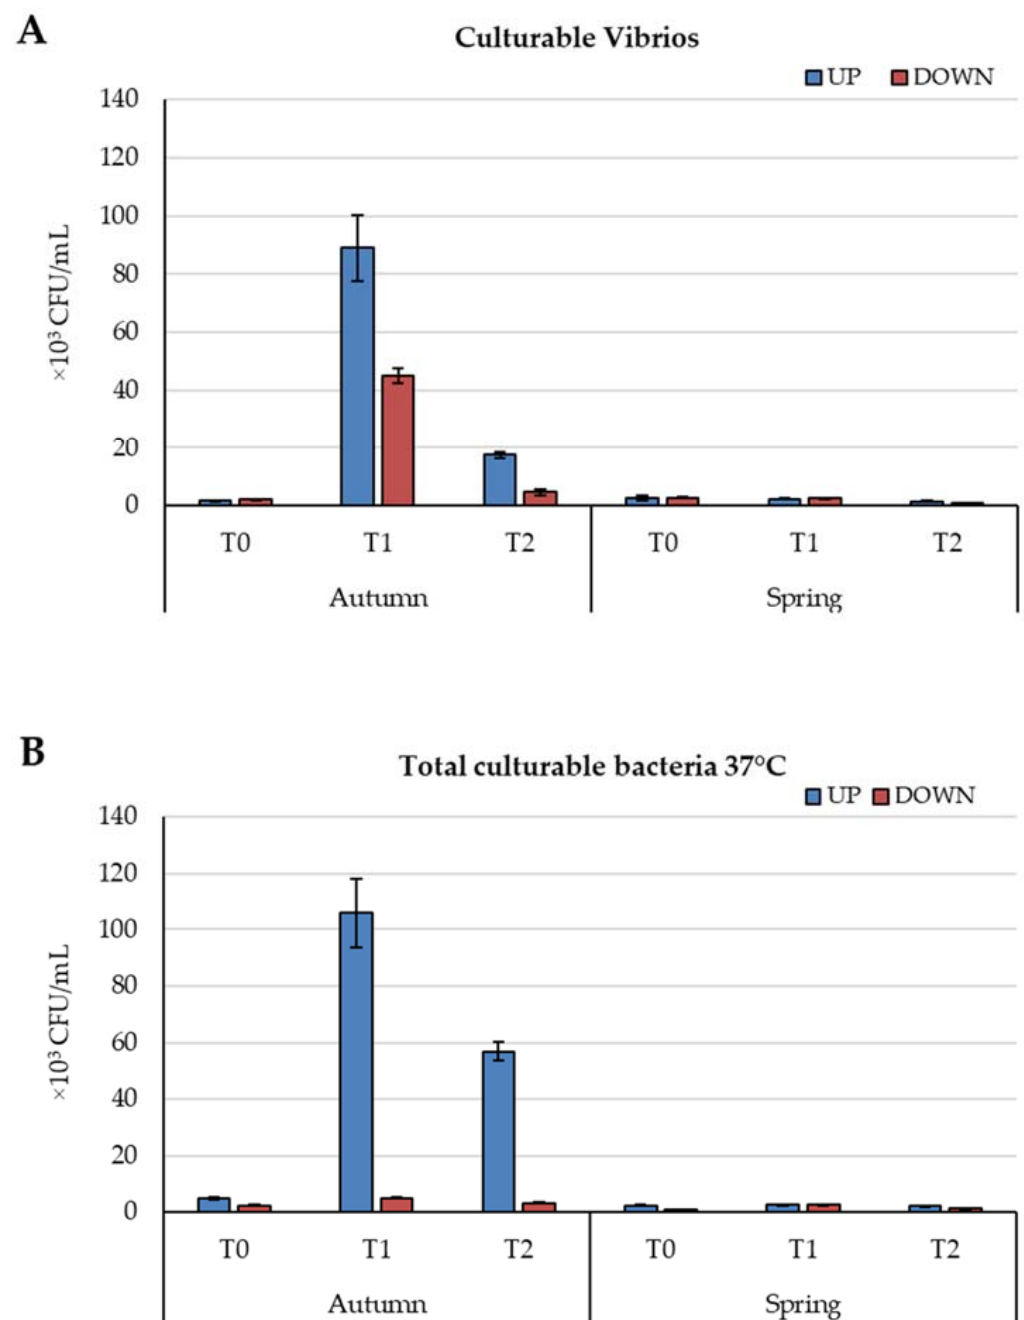 A
Culturable Vibrios
UP DOWN
140
120
100
80
60
40
20
0
×10³ CFU/mL
T0 T1 T2 T0 T1 T2
Autumn Spring
B
Total culturable bacteria 37°C
UP DOWN
140
120
100
80
60
40
20
0
×10³ CFU/mL
T0 T1 T2 T0 T1 T2
Autumn Spring